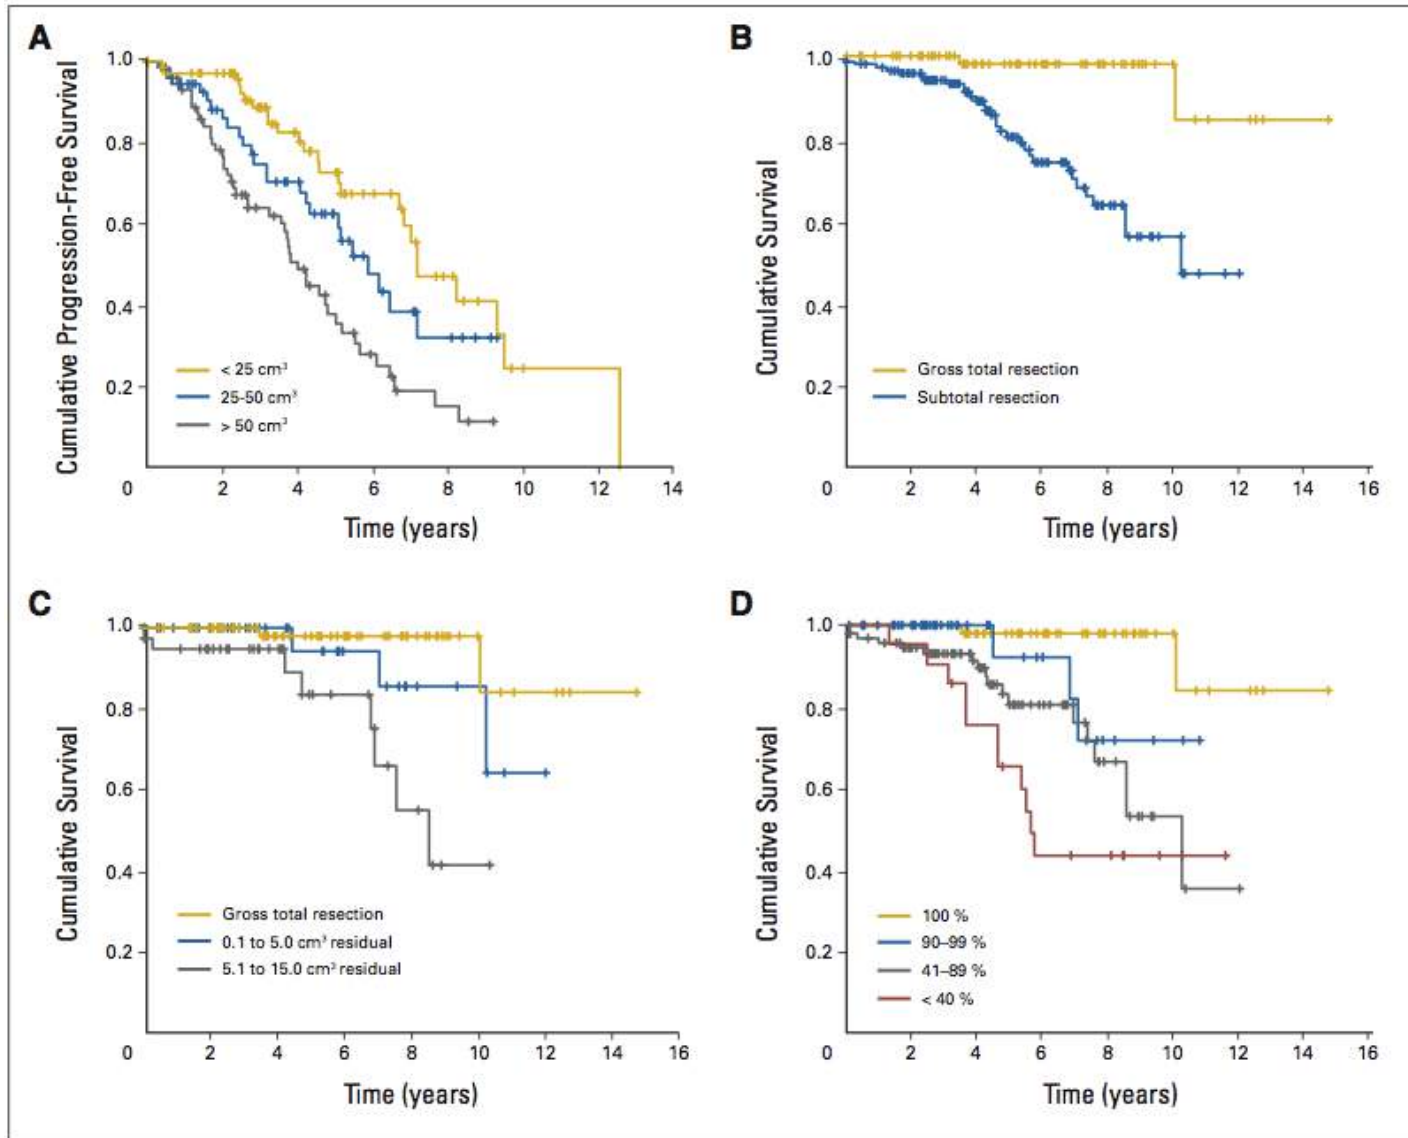 A
Cumulative Progression-Free Survival
1.0
0.8
0.6
0.4
0.2
< 25 cm³
25-50 cm³
> 50 cm³
0 2 4 6 8 10 12 14
Time (years)
B
Cumulative Survival
1.0
0.8
0.6
0.4
0.2
Gross total resection
Subtotal resection
0 2 4 6 8 10 12 14 16
Time (years)
C
Cumulative Survival
1.0
0.8
0.6
0.4
0.2
Gross total resection
0.1 to 5.0 cm³ residual
5.1 to 15.0 cm³ residual
0 2 4 6 8 10 12 14 16
Time (years)
D
Cumulative Survival
1.0
0.8
0.6
0.4
0.2
100 %
90–99 %
41–89 %
< 40 %
0 2 4 6 8 10 12 14 16
Time (years)